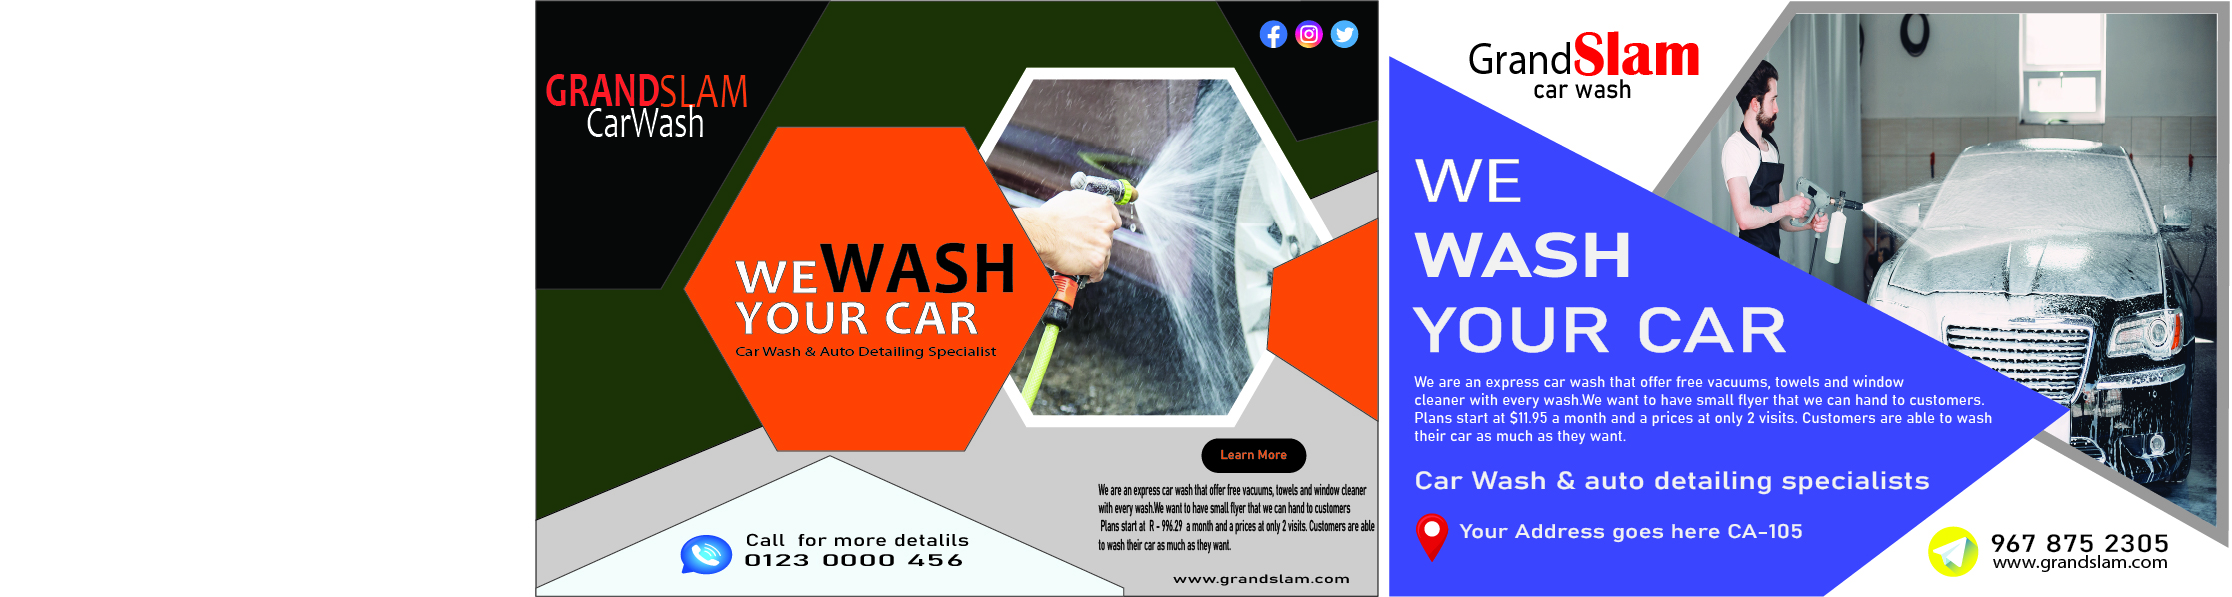 GRANDSLAM
CarWash
WE WASH
YOUR CAR
Car Wash & Auto Detailing Specialist
Learn More
We are an express car wash that offer free vacuums, towels and window cleaner
with every wash.We want to have small flyer that we can hand to customers
Plans start at R - 996.29 a month and a prices at only 2 visits. Customers are able
to wash their car as much as they want.
Call for more detalils
0123 0000 456
www.grandslam.com
GrandSlam
car wash
WE
WASH
YOUR CAR
We are an express car wash that offer free vacuums, towels and window
cleaner with every wash.We want to have small flyer that we can hand to customers.
Plans start at $11.95 a month and a prices at only 2 visits. Customers are able to wash
their car as much as they want.
Car Wash & auto detailing specialists
Your Address goes here CA-105
967 875 2305
www.grandslam.com